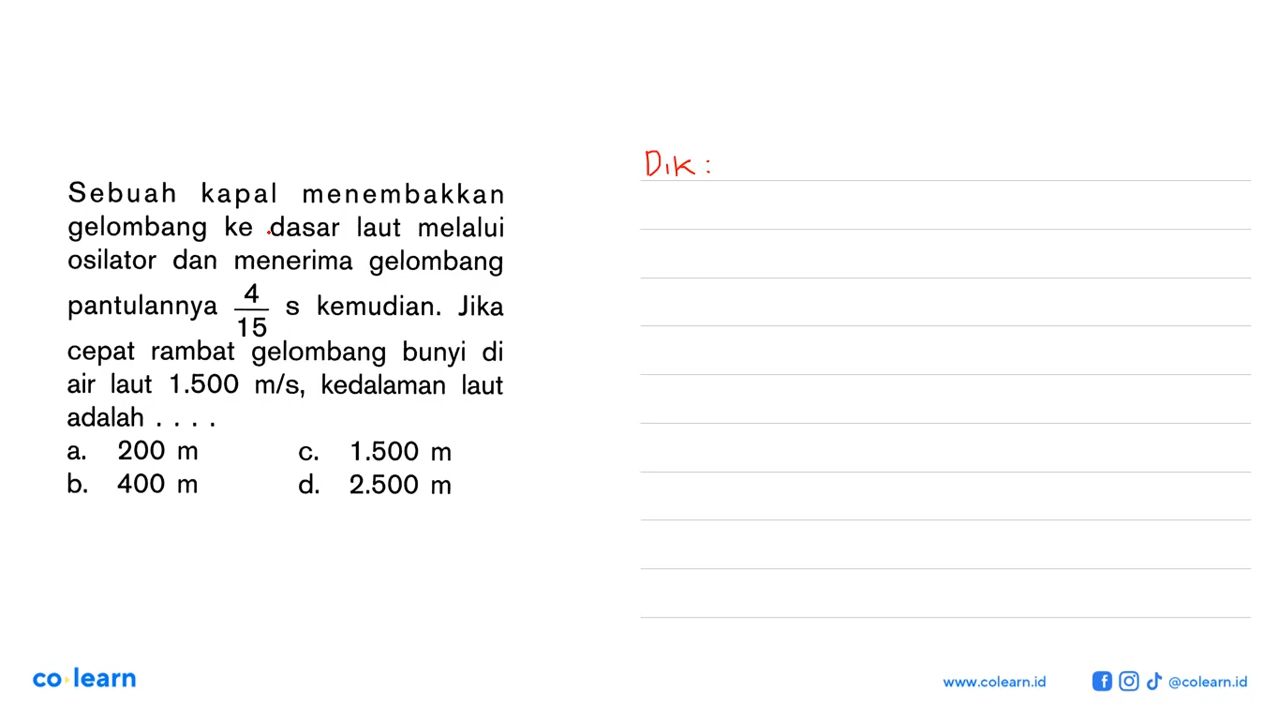 Sebuah kapal menembakkan
gelombang ke dasar laut melalui
osilator dan menerima gelombang
pantulannya 4/15 s kemudian. Jika
cepat rambat gelombang bunyi di
air laut 1.500 m/s, kedalaman laut
adalah . . . .
a. 200 m c. 1.500 m
b. 400 m d. 2.500 m
Dik :
co learn
www.colearn.id @colearn.id